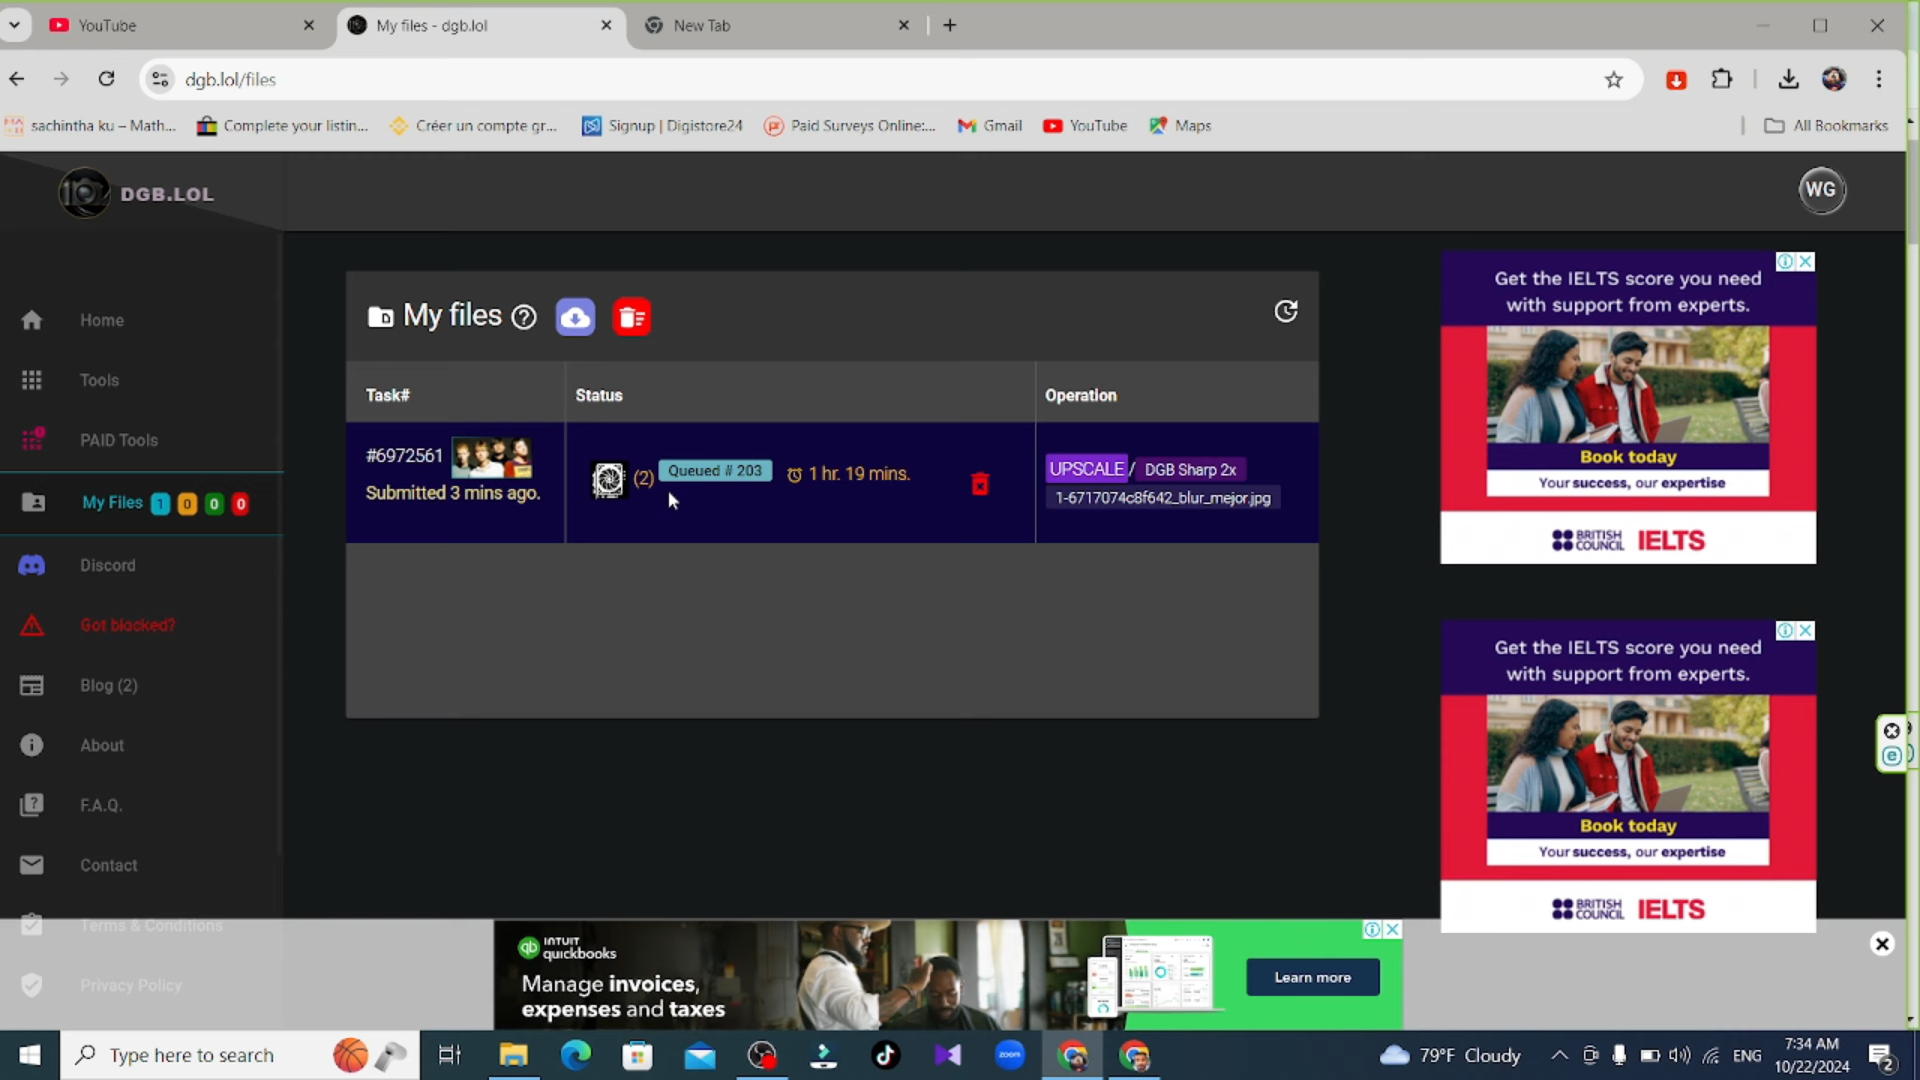 YouTube
My files - dgb.lol
New Tab
dgb.lol/files
sachintha ku – Math...
Complete your listin...
Créer un compte gr...
Signup | Digistore24
Paid Surveys Online:...
Gmail
YouTube
Maps
All Bookmarks
DGB.LOL
WG
Home
Tools
PAID Tools
My Files 1 0 0 0
Discord
Got blocked?
Blog (2)
About
F.A.Q.
Contact
Terms & Conditions
Privacy Policy
My files
Task#
Status
Operation
#6972561
Submitted 3 mins ago.
(2) Queued # 203 1 hr. 19 mins.
UPSCALE / DGB Sharp 2x
1-6717074c8f642_blur_mejor.jpg
Get the IELTS score you need
with support from experts.
Book today
Your success, our expertise
BRITISH
COUNCIL IELTS
Get the IELTS score you need
with support from experts.
Book today
Your success, our expertise
BRITISH
COUNCIL IELTS
qb INTUIT
quickbooks
Manage invoices,
expenses and taxes
Learn more
Type here to search
zoom
79°F Cloudy
ENG
7:34 AM
10/22/2024
2